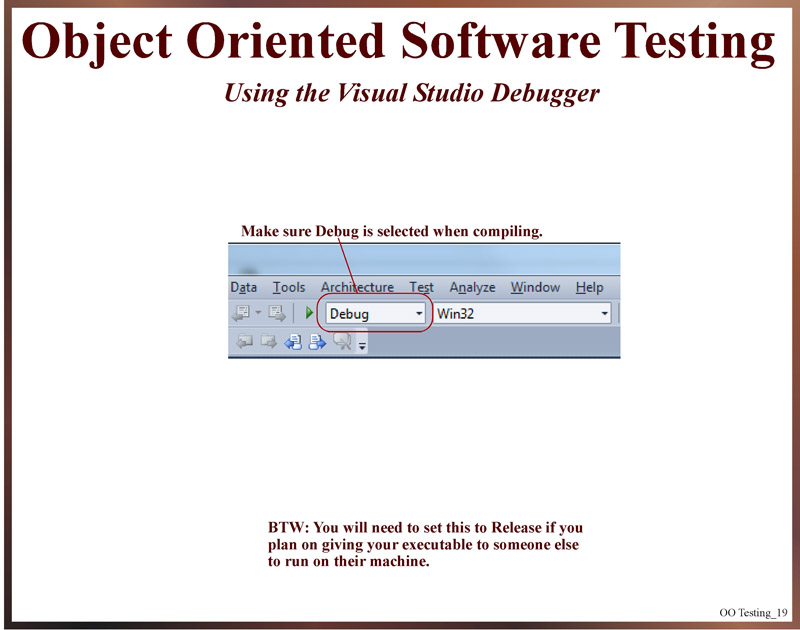 Object Oriented Software Testing
Using the Visual Studio Debugger
Make sure Debug is selected when compiling.
Data Tools Architecture Test Analyze Window Help
Debug Win32
BTW: You will need to set this to Release if you
plan on giving your executable to someone else
to run on their machine.
OO Testing_19